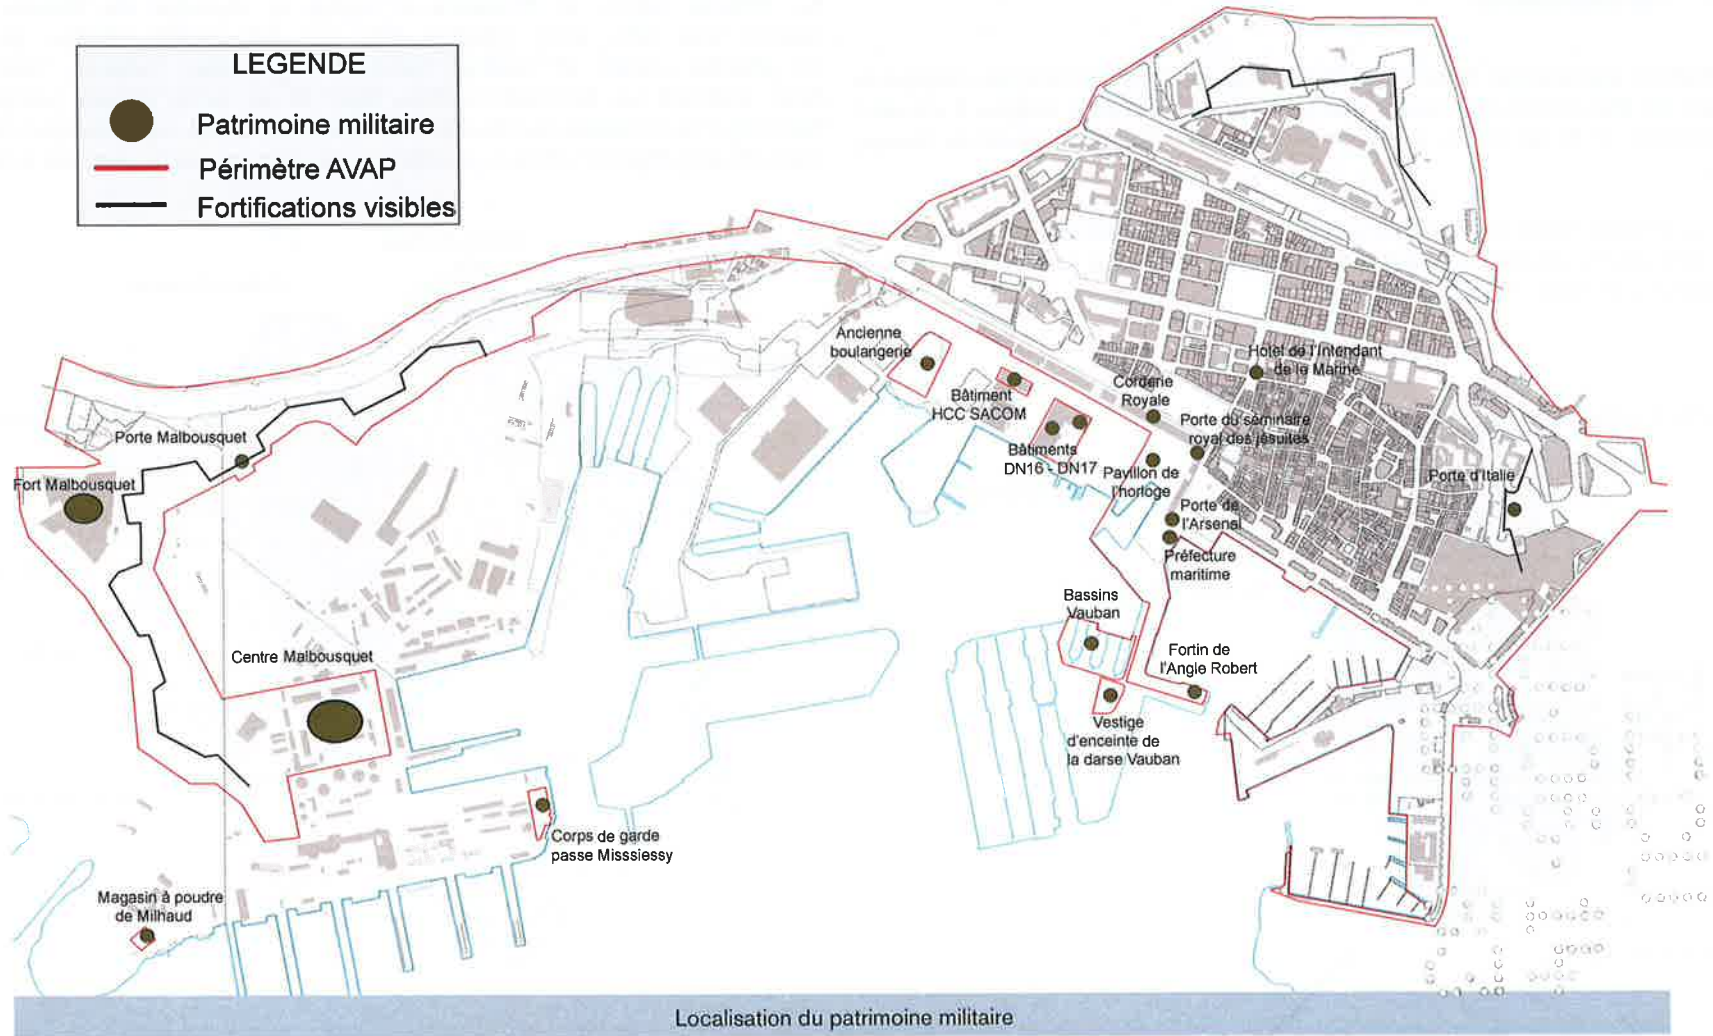 LEGENDE
Patrimoine militaire
Périmètre AVAP
Fortifications visibles
Ancienne
boulangerie
Bâtiment
HCC SACOM
Bâtiments
DN16 - DN17
Corderie
Royale
Hotel de l'Intendant
de le Marine
Porte du séminaire
royal des jésuites
Pavillon de
l'horloge
Porte d'Italie
Porte de
l'Arsenal
Préfecture
maritime
Porte Malbousquet
Fort Malbousquet
Centre Malbousquet
Bassins
Vauban
Fortin de
l'Angle Robert
Vestige
d'enceinte de
la darse Vauban
Corps de garde
passe Misssiessy
Magasin à poudre
de Milhaud
Localisation du patrimoine militaire